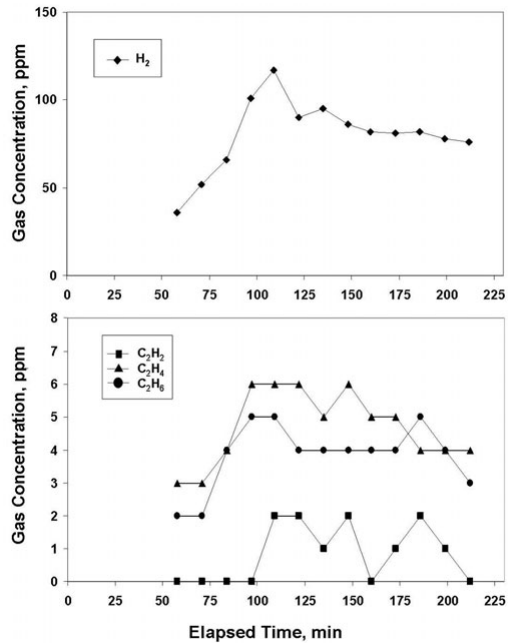 Gas Concentration, ppm
150
100
50
0
H₂
0 25 50 75 100 125 150 175 200 225
Gas Concentration, ppm
8
7
6
5
4
3
2
1
0
C₂H₂
C₂H₄
C₂H₆
0 25 50 75 100 125 150 175 200 225
Elapsed Time, min